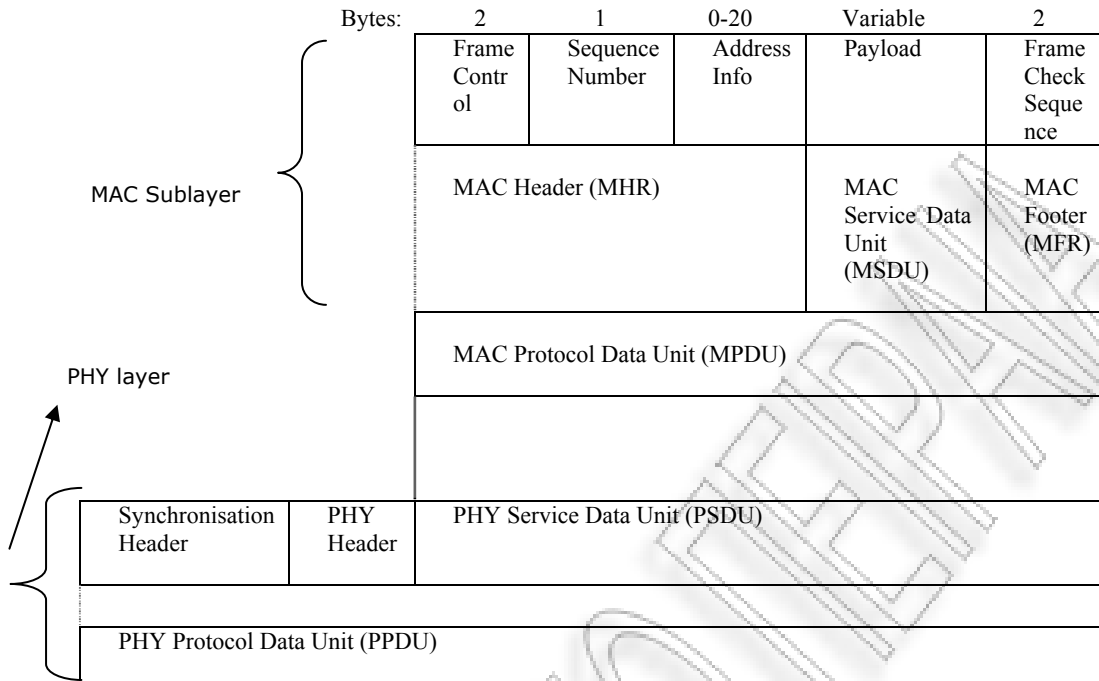 Bytes: 2 1 0-20 Variable 2
Frame Sequence Address Payload Frame
Contr Number Info Check
ol Seque
nce
MAC Sublayer
MAC Header (MHR) MAC MAC
Service Data Footer
Unit (MFR)
(MSDU)
MAC Protocol Data Unit (MPDU)
PHY layer
Synchronisation PHY PHY Service Data Unit (PSDU)
Header Header
PHY Protocol Data Unit (PPDU)